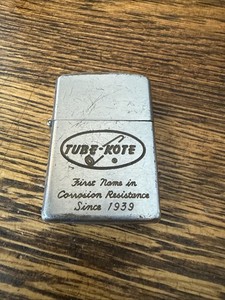 TUBE-KOTE
First Name in
Corrosion Resistance
Since 1939